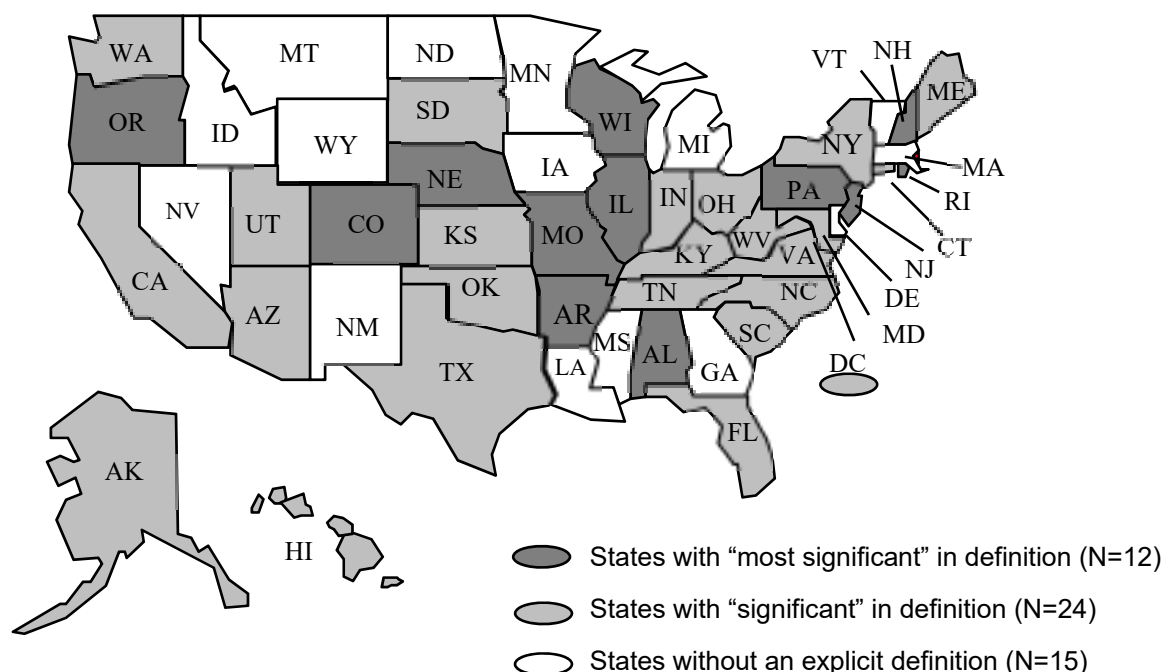 WA
MT
ND
MN
VT
NH
ME
OR
ID
SD
WI
NY
WY
MI
MA
IA
NE
PA
RI
NV
UT
CO
KS
MO
IL
IN
OH
WV
VA
KY
CT
NJ
CA
AZ
NM
OK
TN
NC
DE
AR
SC
MD
TX
LA
MS
AL
GA
DC
FL
AK
HI
States with “most significant” in definition (N=12)
States with “significant” in definition (N=24)
States without an explicit definition (N=15)